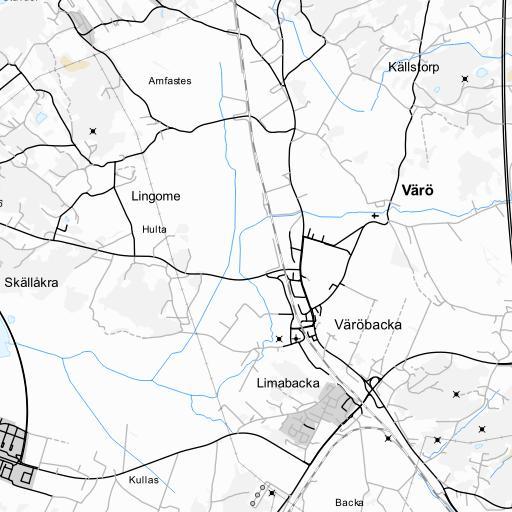 Källstorp
Amfastes
Värö
Lingome
Hulta
Skällåkra
Väröbacka
Limabacka
Kullas
Backa